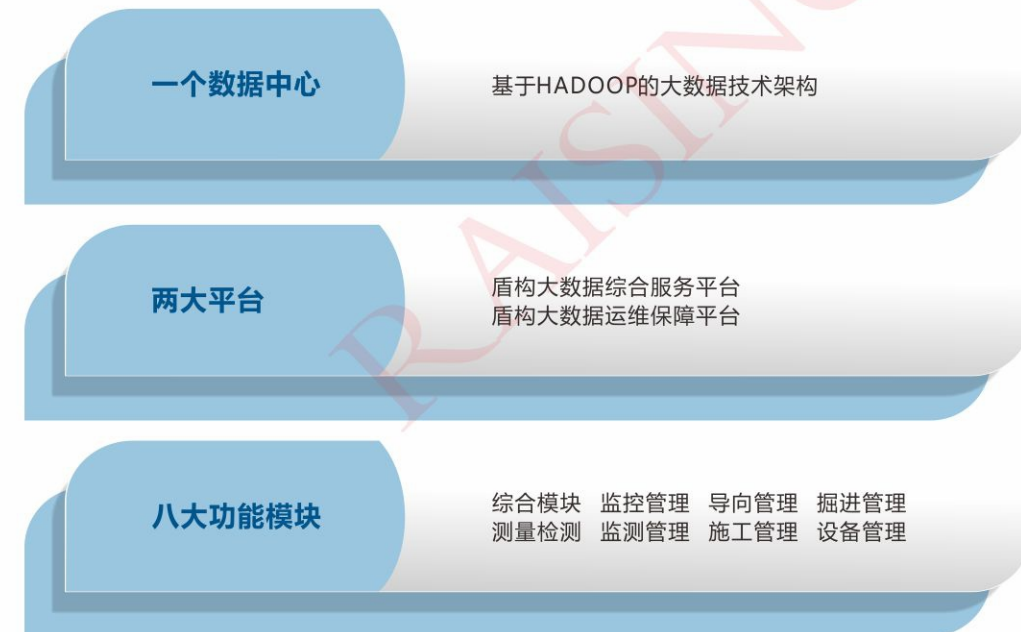 一个数据中心
基于HADOOP的大数据技术架构
两大平台
盾构大数据综合服务平台
盾构大数据运维保障平台
八大功能模块
综合模块 监控管理 导向管理 掘进管理
测量检测 监测管理 施工管理 设备管理
RAISING